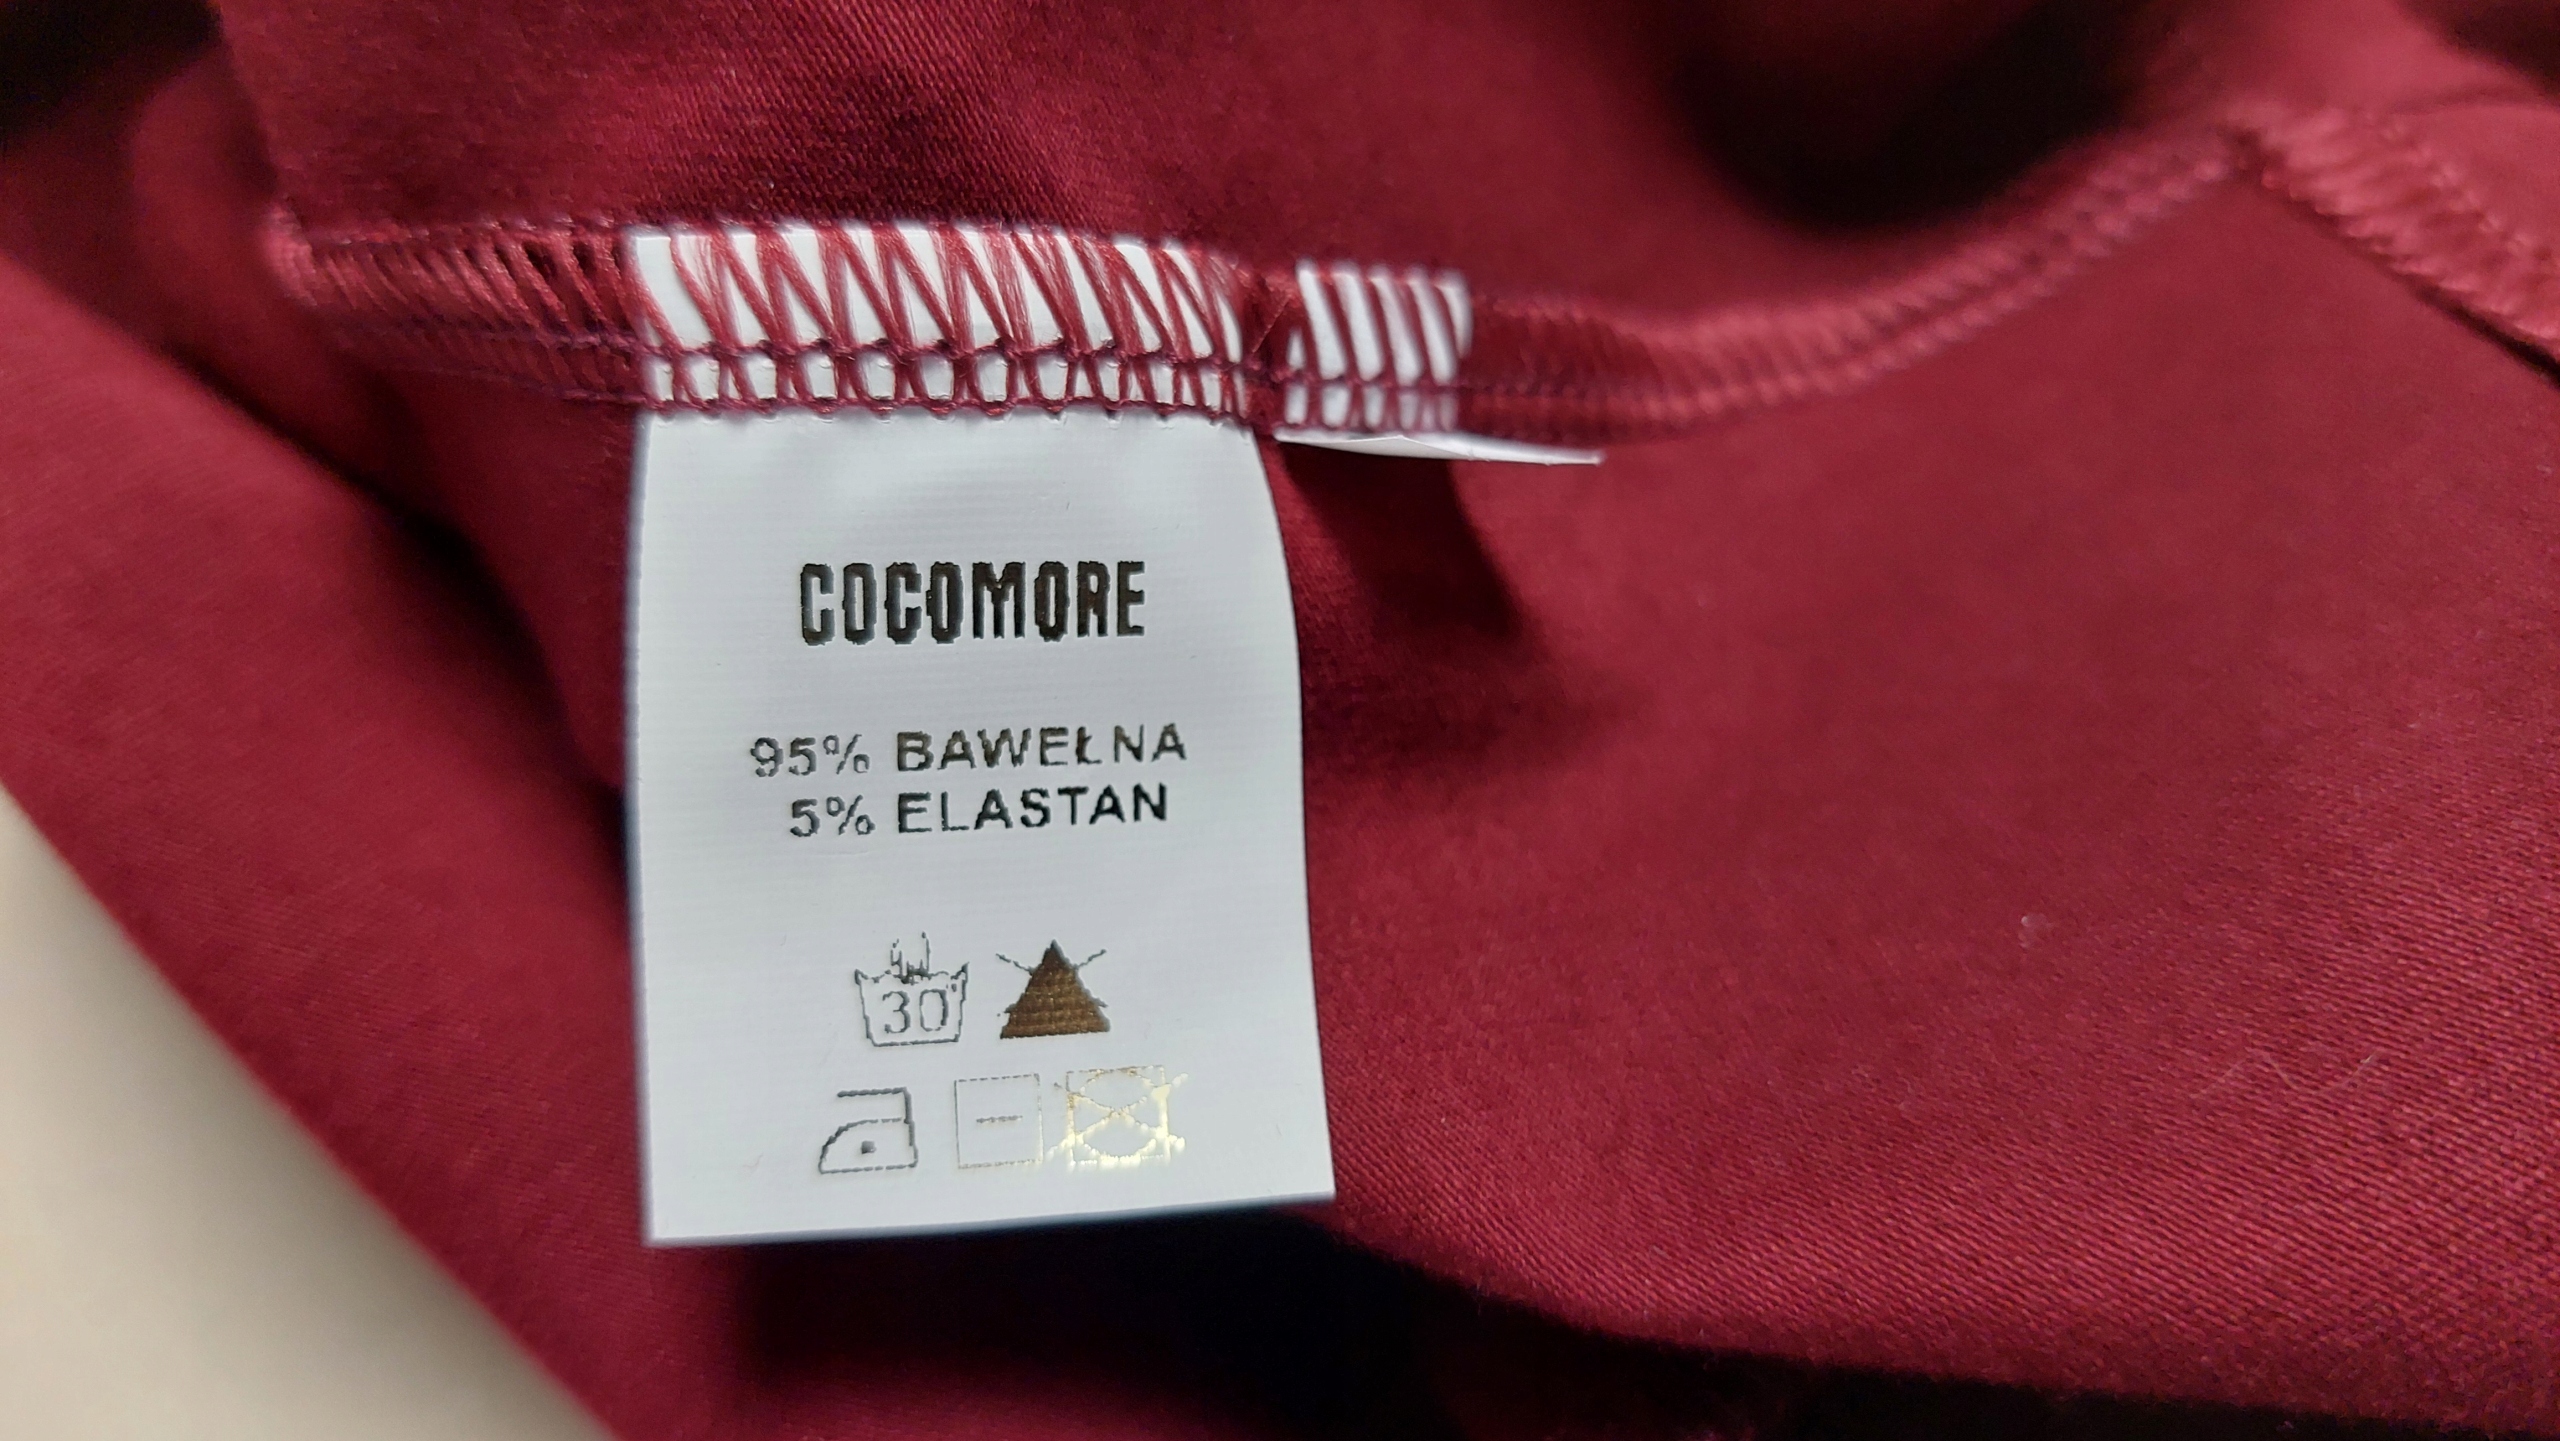 COCOMORE
95% BAWEŁNA
5% ELASTAN
30°